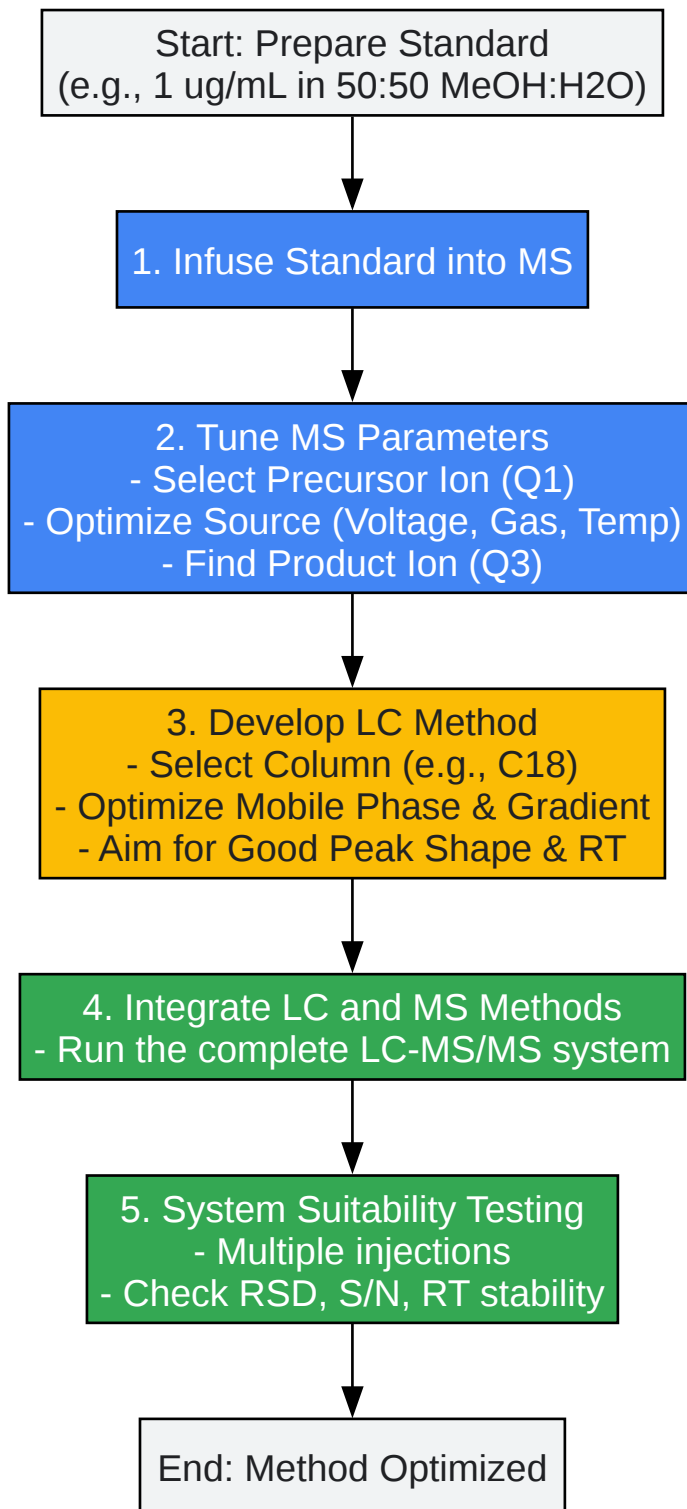 Start: Prepare Standard
(e.g., 1 ug/mL in 50:50 MeOH:H2O)
1. Infuse Standard into MS
2. Tune MS Parameters
- Select Precursor Ion (Q1)
- Optimize Source (Voltage, Gas, Temp)
- Find Product Ion (Q3)
3. Develop LC Method
- Select Column (e.g., C18)
- Optimize Mobile Phase & Gradient
- Aim for Good Peak Shape & RT
4. Integrate LC and MS Methods
- Run the complete LC-MS/MS system
5. System Suitability Testing
- Multiple injections
- Check RSD, S/N, RT stability
End: Method Optimized